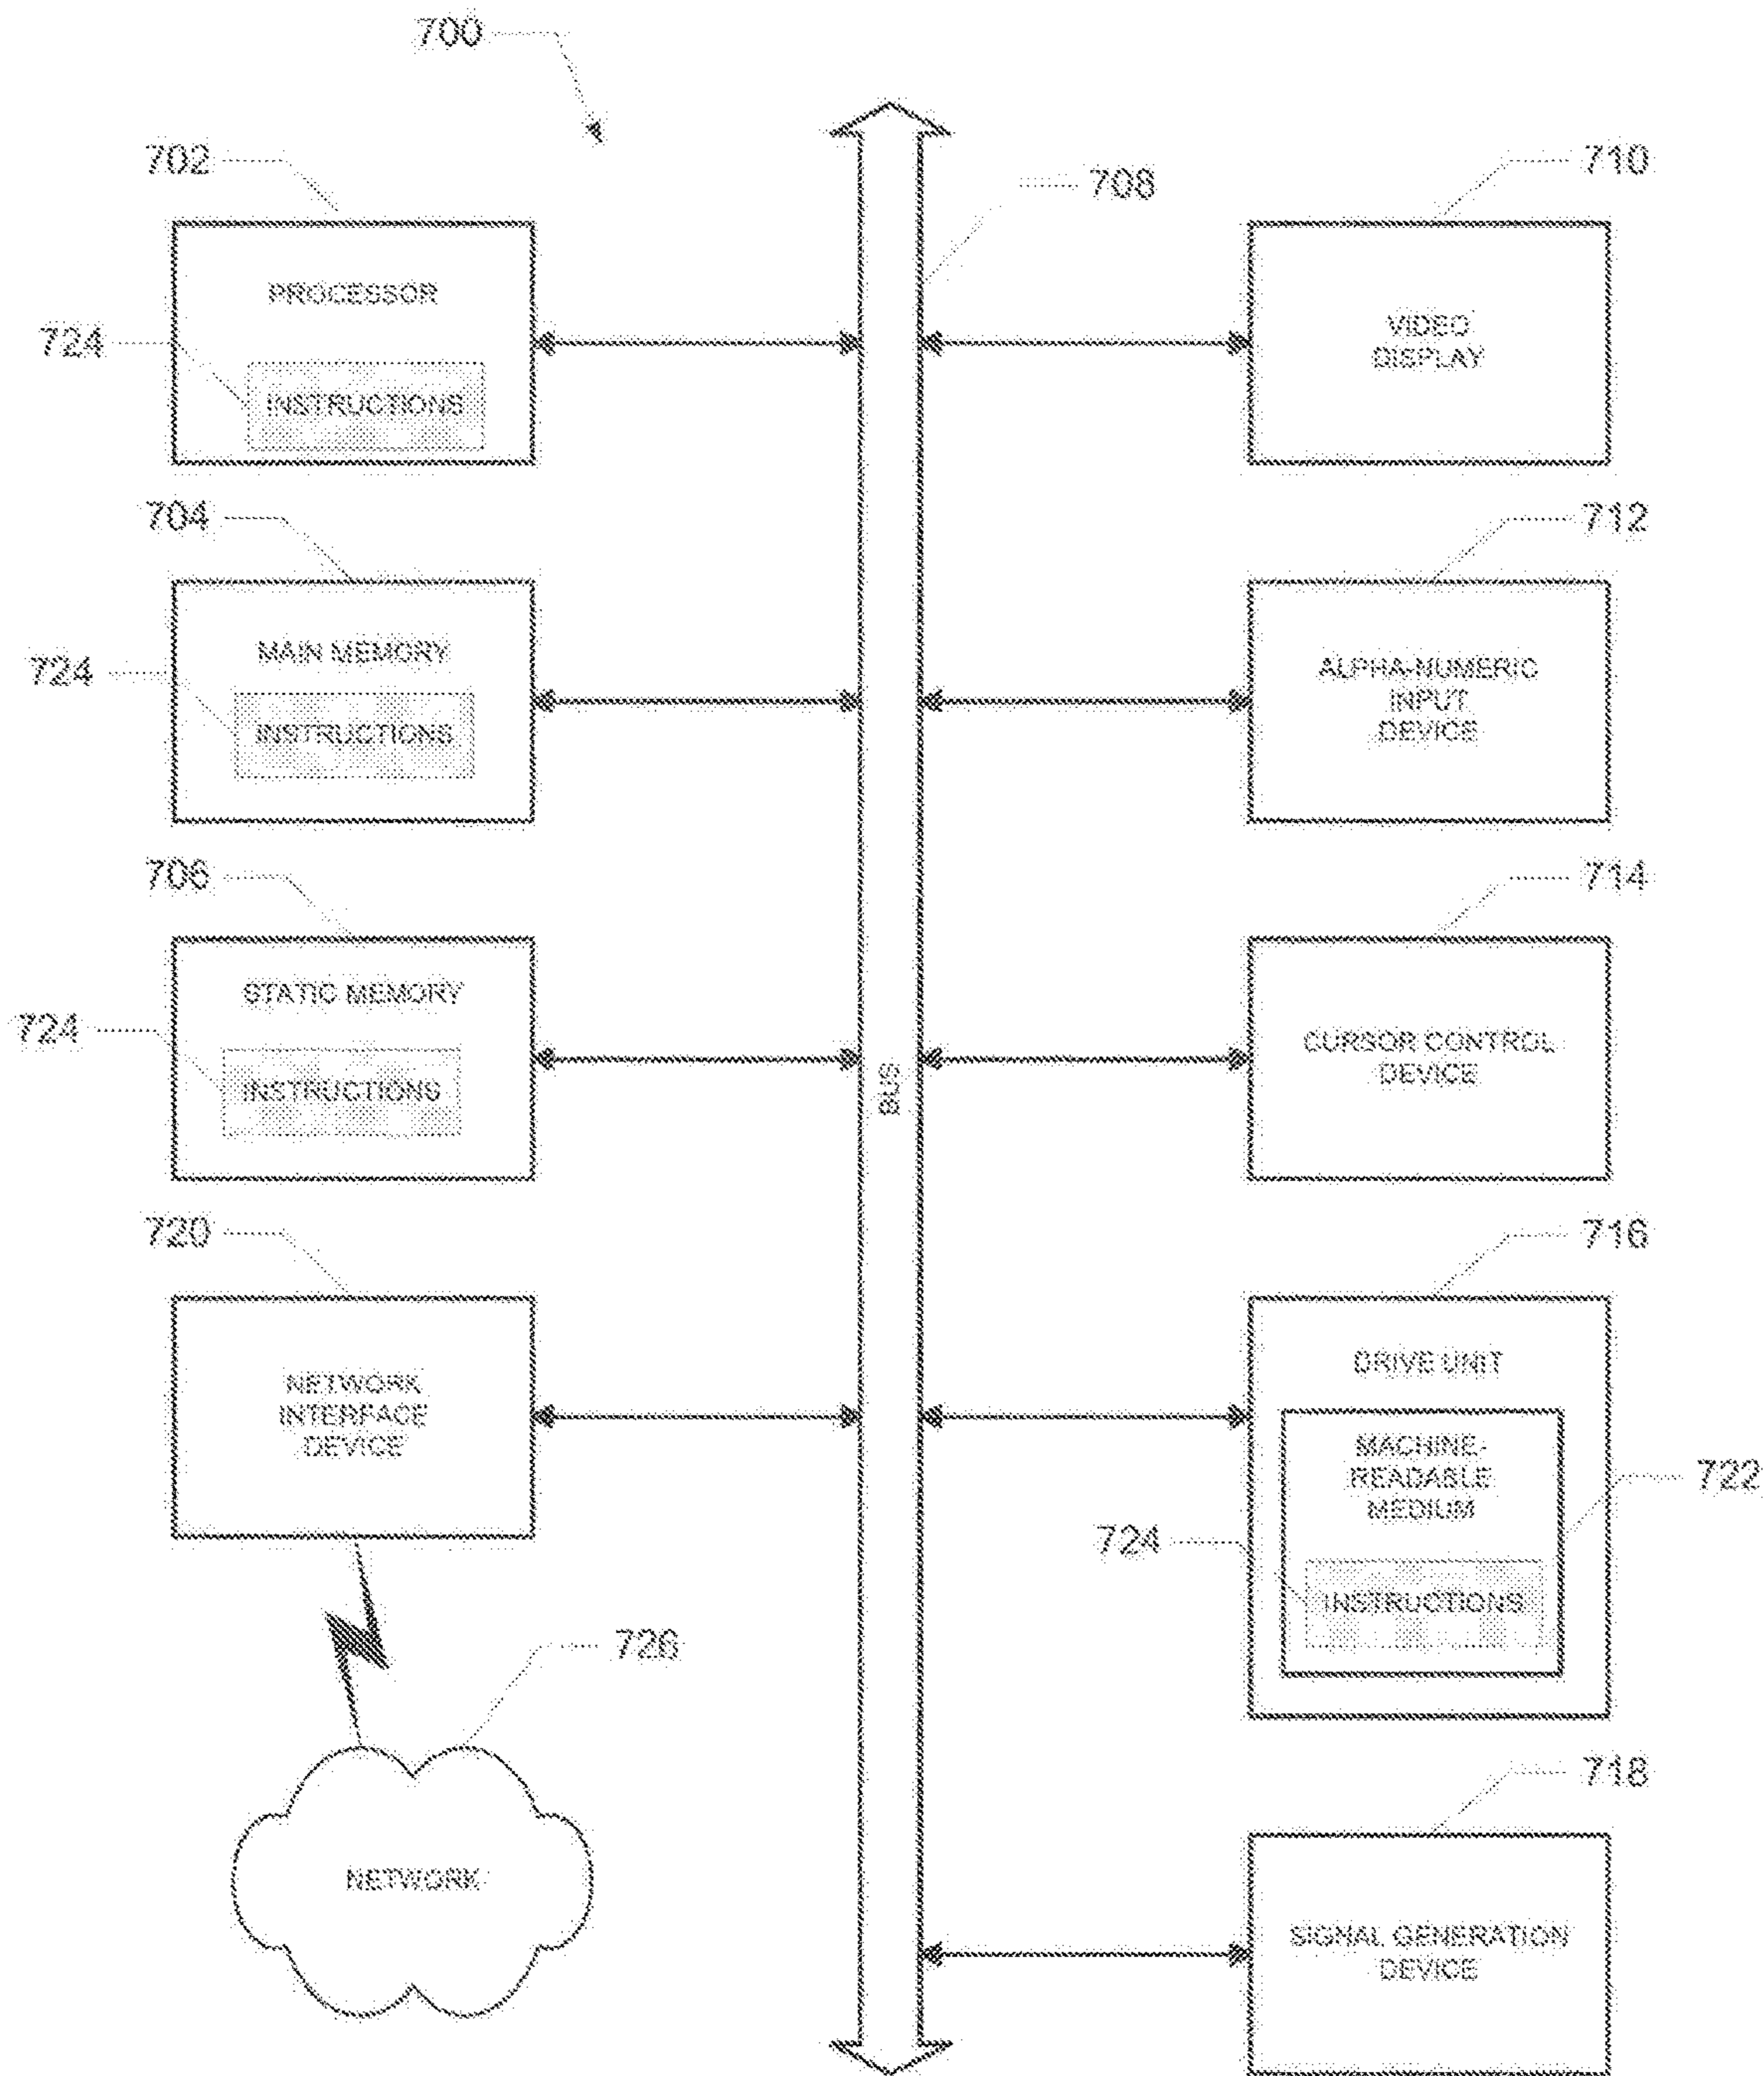 700
702
708
710
PROCESSOR
724
INSTRUCTIONS
VIDEO
DISPLAY
704
712
MAIN MEMORY
724
INSTRUCTIONS
ALPHA-NUMERIC
INPUT
DEVICE
706
714
STATIC MEMORY
724
INSTRUCTIONS
BUS
CURSOR CONTROL
DEVICE
720
716
NETWORK
INTERFACE
DEVICE
DRIVE UNIT
MACHINE-
READABLE
MEDIUM
722
724
INSTRUCTIONS
726
718
NETWORK
SIGNAL GENERATION
DEVICE